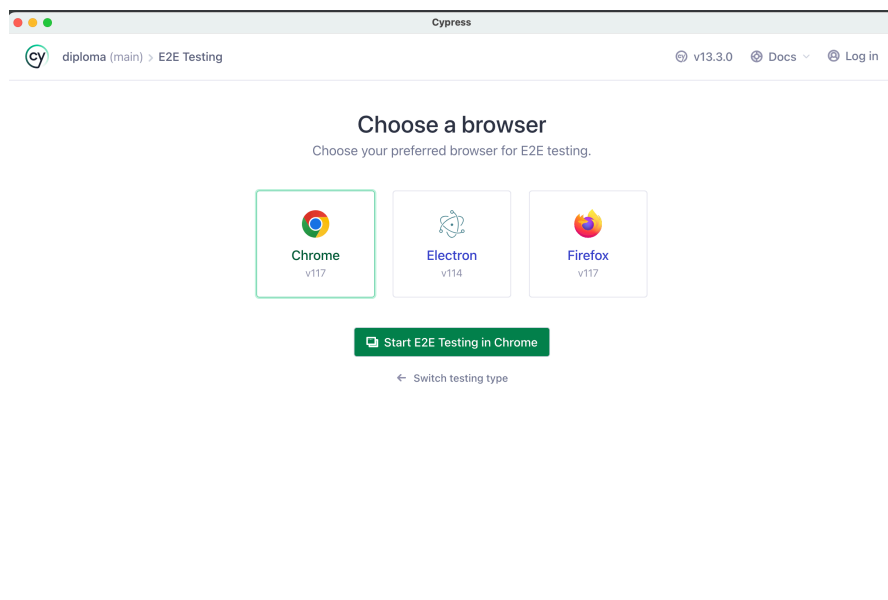 Cypress
cy diploma (main) > E2E Testing
cy v13.3.0 Docs Log in
Choose a browser
Choose your preferred browser for E2E testing.
Chrome Electron Firefox
v117 v114 v117
Start E2E Testing in Chrome
← Switch testing type